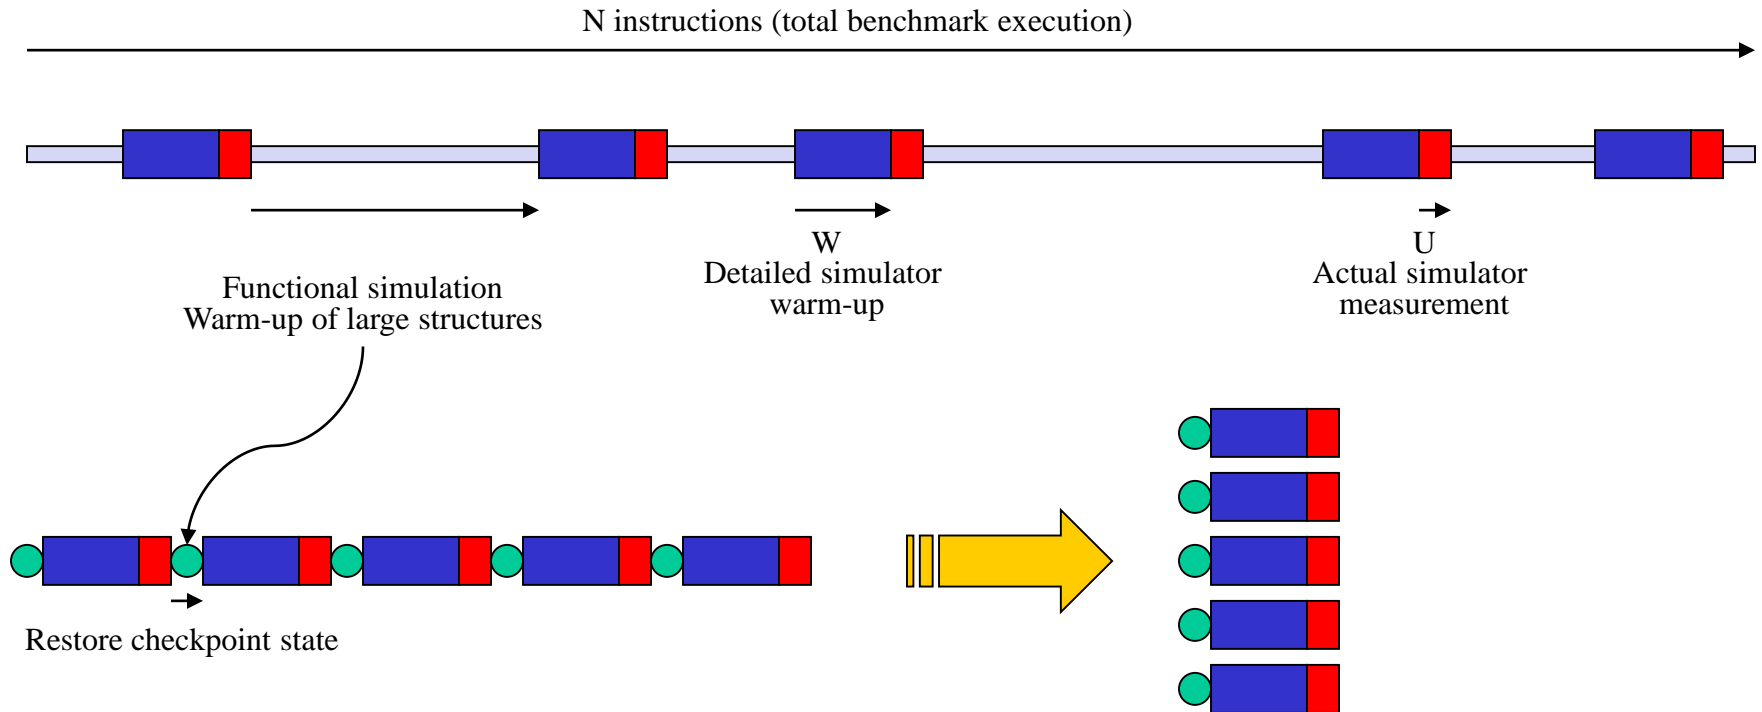 N instructions (total benchmark execution)
W
Detailed simulator
warm-up
U
Actual simulator
measurement
Functional simulation
Warm-up of large structures
Restore checkpoint state